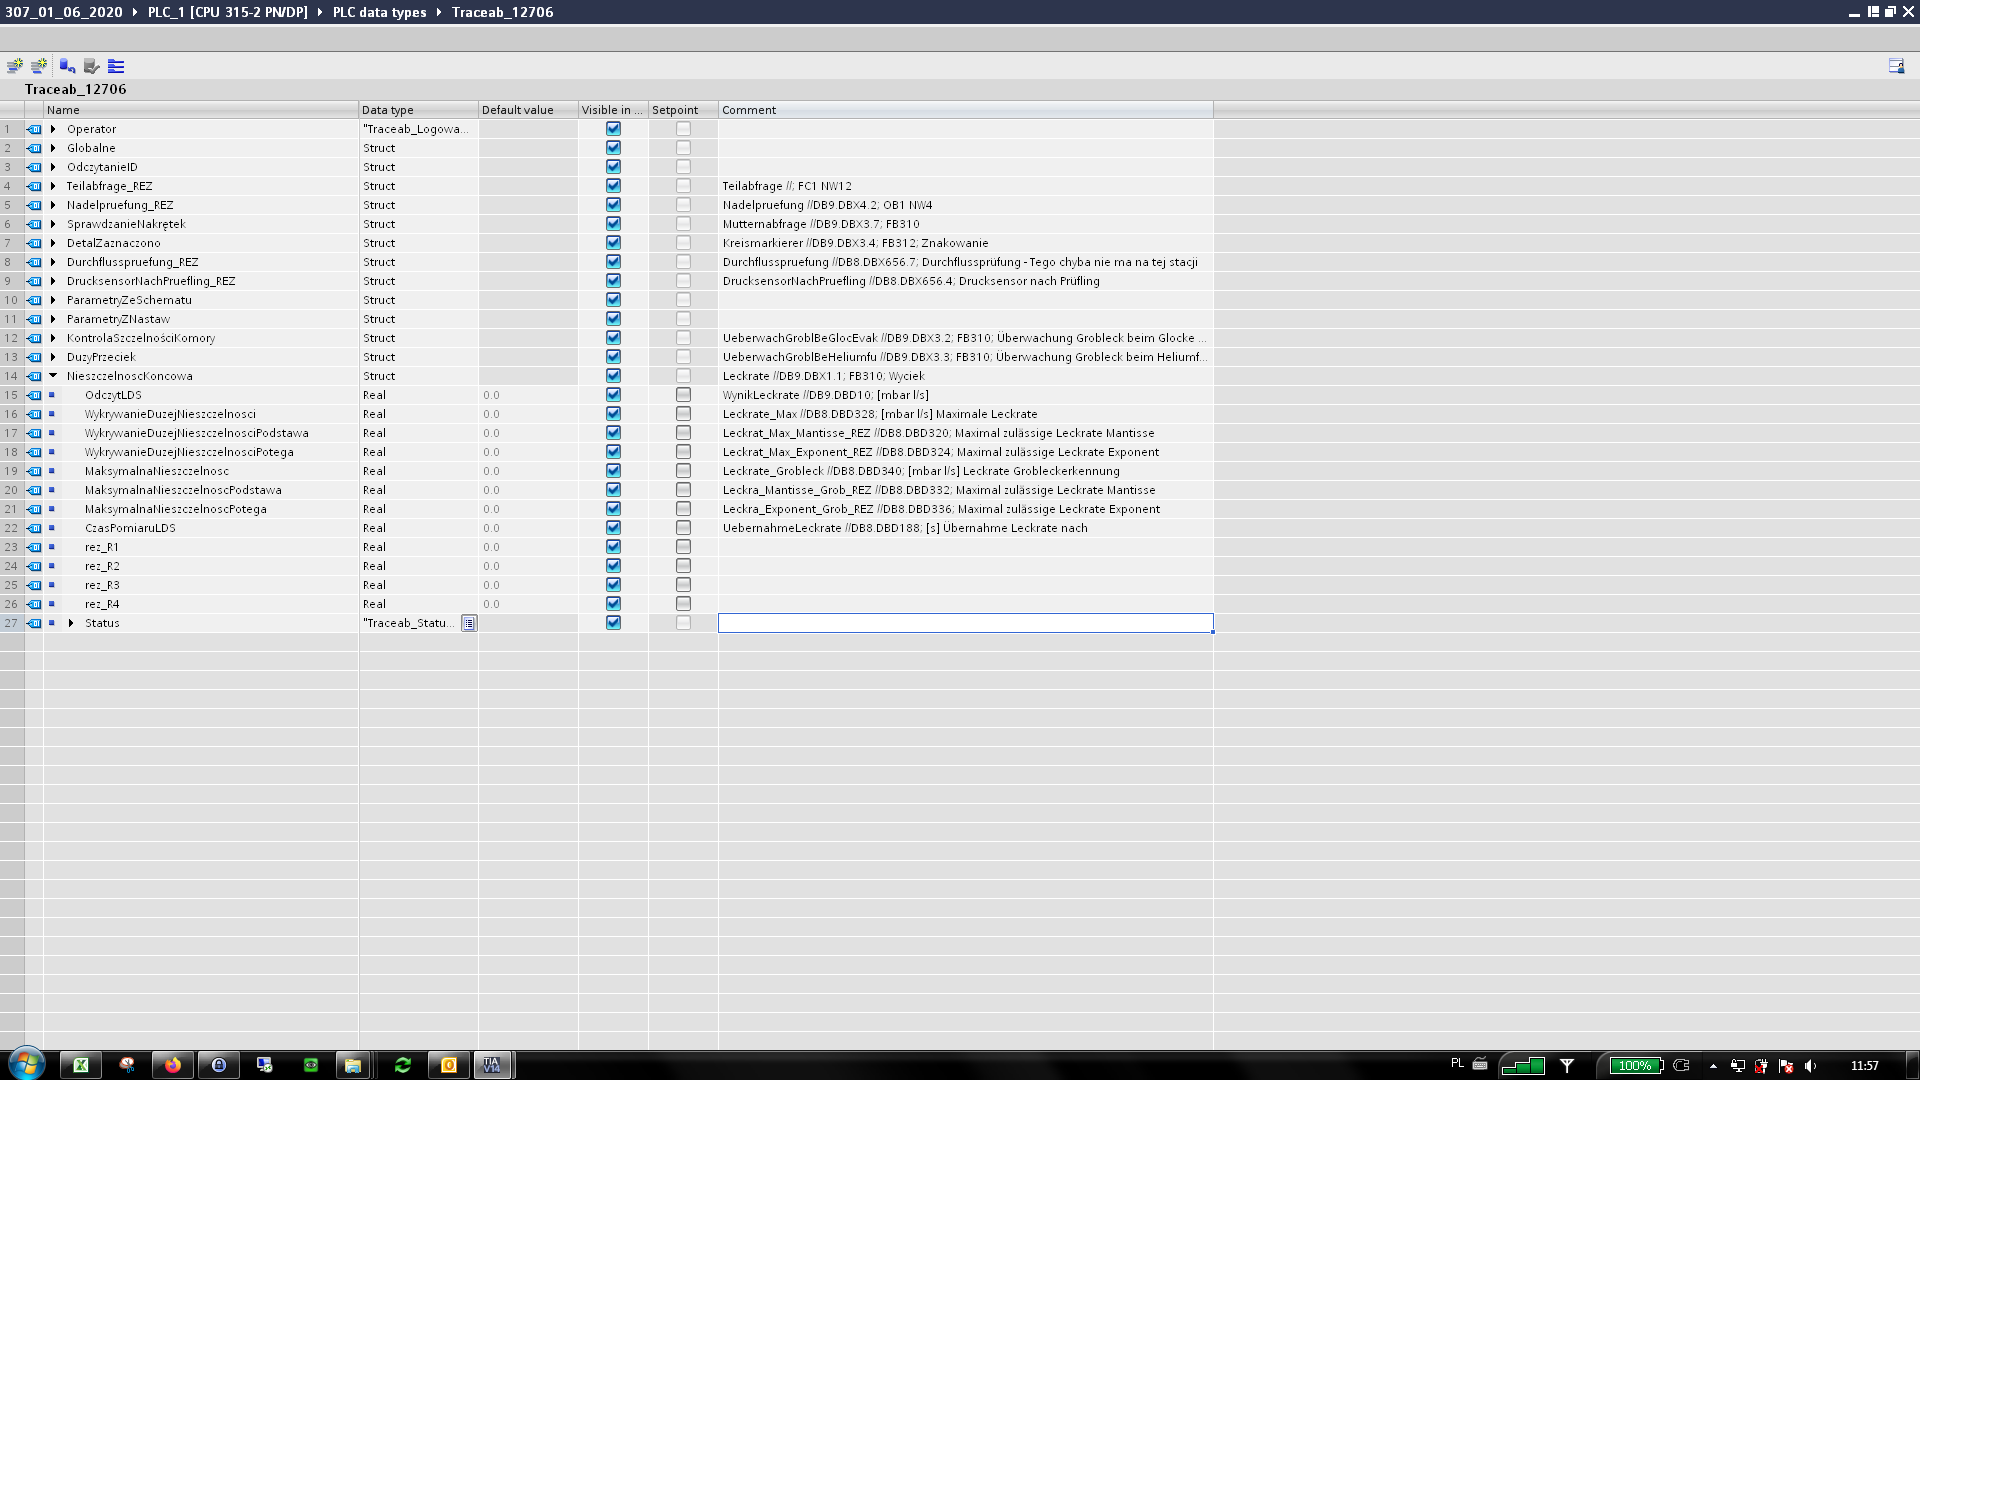 307_01_06_2020 PLC_1 [CPU 315-2 PN/DP] PLC data types Traceab_12706
Traceab_12706
Name Data type Default value Visible in ... Setpoint Comment
1 Operator "Traceab_Logowa...
2 Globalne Struct
3 OdczytanieID Struct
4 Teilabfrage_REZ Struct Teilabfrage //; FC1 NW12
5 Nadelpruefung_REZ Struct Nadelpruefung //DB9.DBX4.2; OB1 NW4
6 SprawdzanieNakrętek Struct Mutternabfrage //DB9.DBX3.7; FB310
7 DetalZaznaczono Struct Kreismarkierer //DB9.DBX3.4; FB312; Znakowanie
8 Durchflusspruefung_REZ Struct Durchflusspruefung //DB8.DBX656.7; Durchflussprüfung - Tego chyba nie ma na tej stacji
9 DrucksensorNachPruefling_REZ Struct DrucksensorNachPruefling //DB8.DBX656.4; Drucksensor nach Prüfling
10 ParametryZeSchematu Struct
11 ParametryZNastaw Struct
12 KontrolaSzczelnościKomory Struct UeberwachGroblBeGlocEvak //DB9.DBX3.2; FB310; Überwachung Grobleck beim Glocke ...
13 DuzyPrzeciek Struct UeberwachGroblBeHeliumfu //DB9.DBX3.3; FB310; Überwachung Grobleck beim Heliumf...
14 NieszczelnoscKoncowa Struct Leckrate //DB9.DBX1.1; FB310; Wyciek
15 OdczytLDS Real 0.0 WynikLeckrate //DB9.DBD10; [mbar l/s]
16 WykrywanieDuzejNieszczelnosci Real 0.0 Leckrate_Max //DB8.DBD328; [mbar l/s] Maximale Leckrate
17 WykrywanieDuzejNieszczelnosciPodstawa Real 0.0 Leckrat_Max_Mantisse_REZ //DB8.DBD320; Maximal zulässige Leckrate Mantisse
18 WykrywanieDuzejNieszczelnosciPotega Real 0.0 Leckrat_Max_Exponent_REZ //DB8.DBD324; Maximal zulässige Leckrate Exponent
19 MaksymalnaNieszczelnosc Real 0.0 Leckrate_Grobleck //DB8.DBD340; [mbar l/s] Leckrate Grobleckerkennung
20 MaksymalnaNieszczelnoscPodstawa Real 0.0 Leckra_Mantisse_Grob_REZ //DB8.DBD332; Maximal zulässige Leckrate Mantisse
21 MaksymalnaNieszczelnoscPotega Real 0.0 Leckra_Exponent_Grob_REZ //DB8.DBD336; Maximal zulässige Leckrate Exponent
22 CzasPomiaruLDS Real 0.0 UebernahmeLeckrate //DB8.DBD188; [s] Übernahme Leckrate nach
23 rez_R1 Real 0.0
24 rez_R2 Real 0.0
25 rez_R3 Real 0.0
26 rez_R4 Real 0.0
27 Status "Traceab_Statu...
TIA V14 PL 100% 11:57